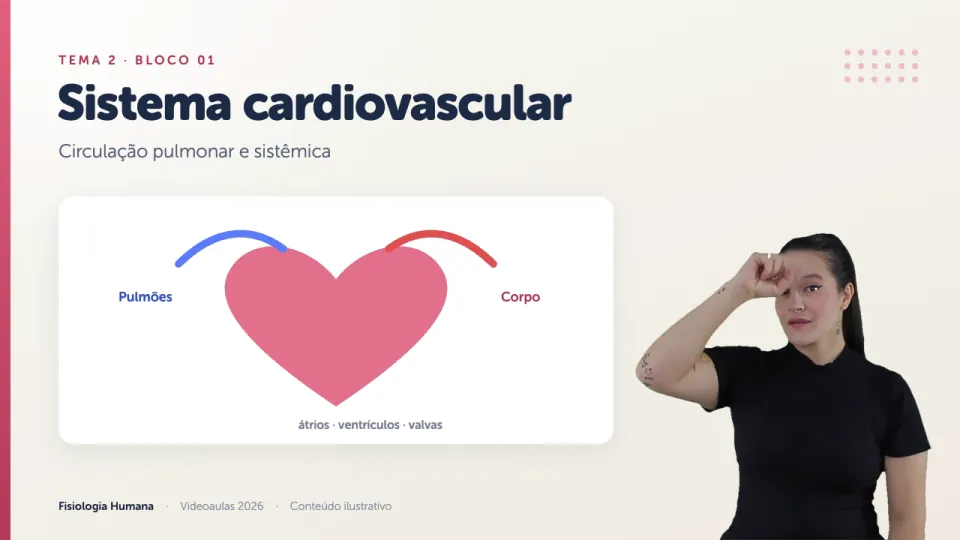 TEMA 2 · BLOCO 01
Sistema cardiovascular
Circulação pulmonar e sistêmica
Pulmões
Corpo
átrios · ventrículos · valvas
Fisiologia Humana · Videoaulas 2026 · Conteúdo ilustrativo